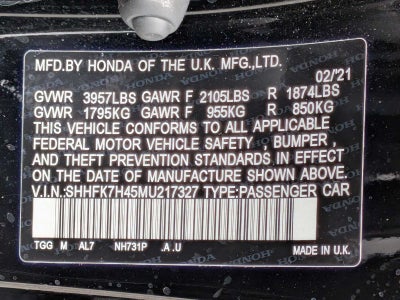 MFD.BY HONDA OF THE U.K. MFG.,LTD.
02/21
GVWR 3957LBS GAWR F 2105LBS R 1874LBS
GVWR 1795KG GAWR F 955KG R 850KG
THIS VEHICLE CONFORMS TO ALL APPLICABLE
FEDERAL MOTOR VEHICLE SAFETY , BUMPER ,
AND THEFT PREVENTION STANDARDS IN EFFECT
ON THE DATE OF MANUFACTURE SHOWN ABOVE.
V.I.N.:SHHFK7H45MU217327 TYPE:PASSENGER CAR
TGG M AL7 NH731P .A .U MADE IN U.K.